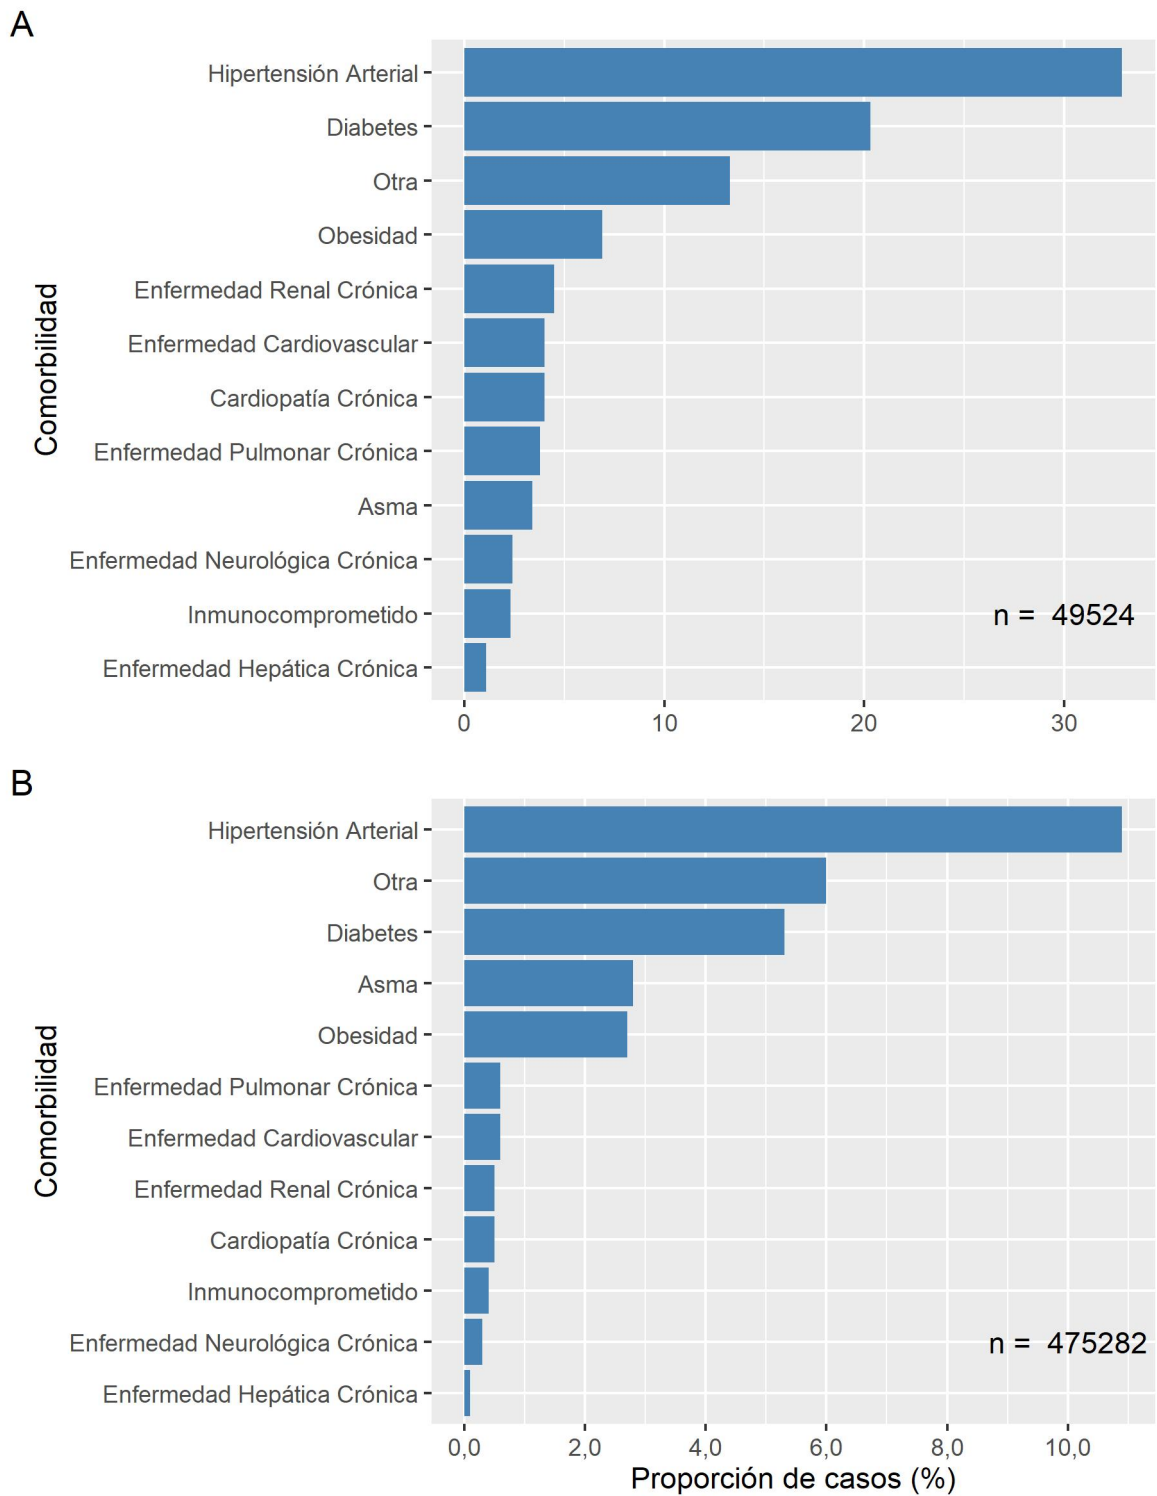 A
Hipertensión Arterial
Diabetes
Otra
Obesidad
Enfermedad Renal Crónica
Enfermedad Cardiovascular
Cardiopatía Crónica
Enfermedad Pulmonar Crónica
Asma
Enfermedad Neurológica Crónica
Inmunocomprometido
Enfermedad Hepática Crónica
Comorbilidad
n = 49524
0 10 20 30
B
Hipertensión Arterial
Otra
Diabetes
Asma
Obesidad
Enfermedad Pulmonar Crónica
Enfermedad Cardiovascular
Enfermedad Renal Crónica
Cardiopatía Crónica
Inmunocomprometido
Enfermedad Neurológica Crónica
Enfermedad Hepática Crónica
Comorbilidad
n = 475282
0,0 2,0 4,0 6,0 8,0 10,0
Proporción de casos (%)